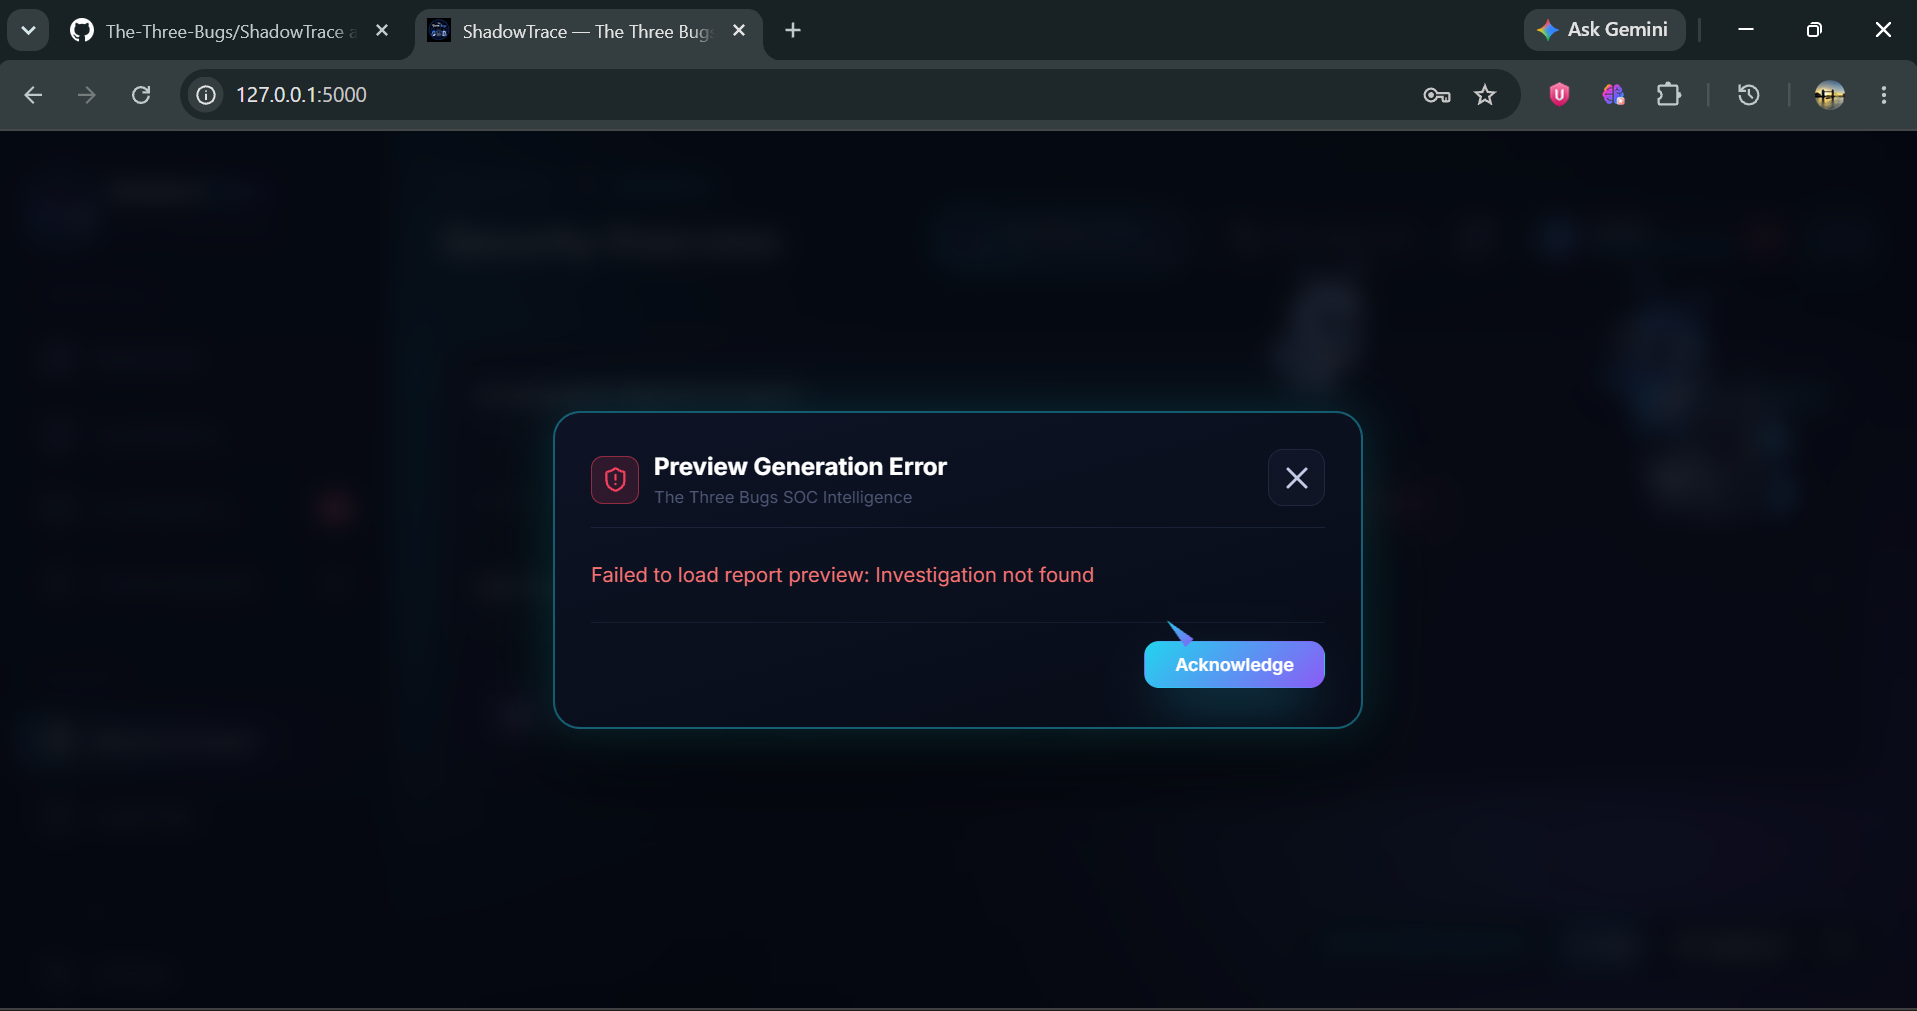 The-Three-Bugs/ShadowTrace a
ShadowTrace — The Three Bugs
Ask Gemini
127.0.0.1:5000
Preview Generation Error
The Three Bugs SOC Intelligence
Failed to load report preview: Investigation not found
Acknowledge